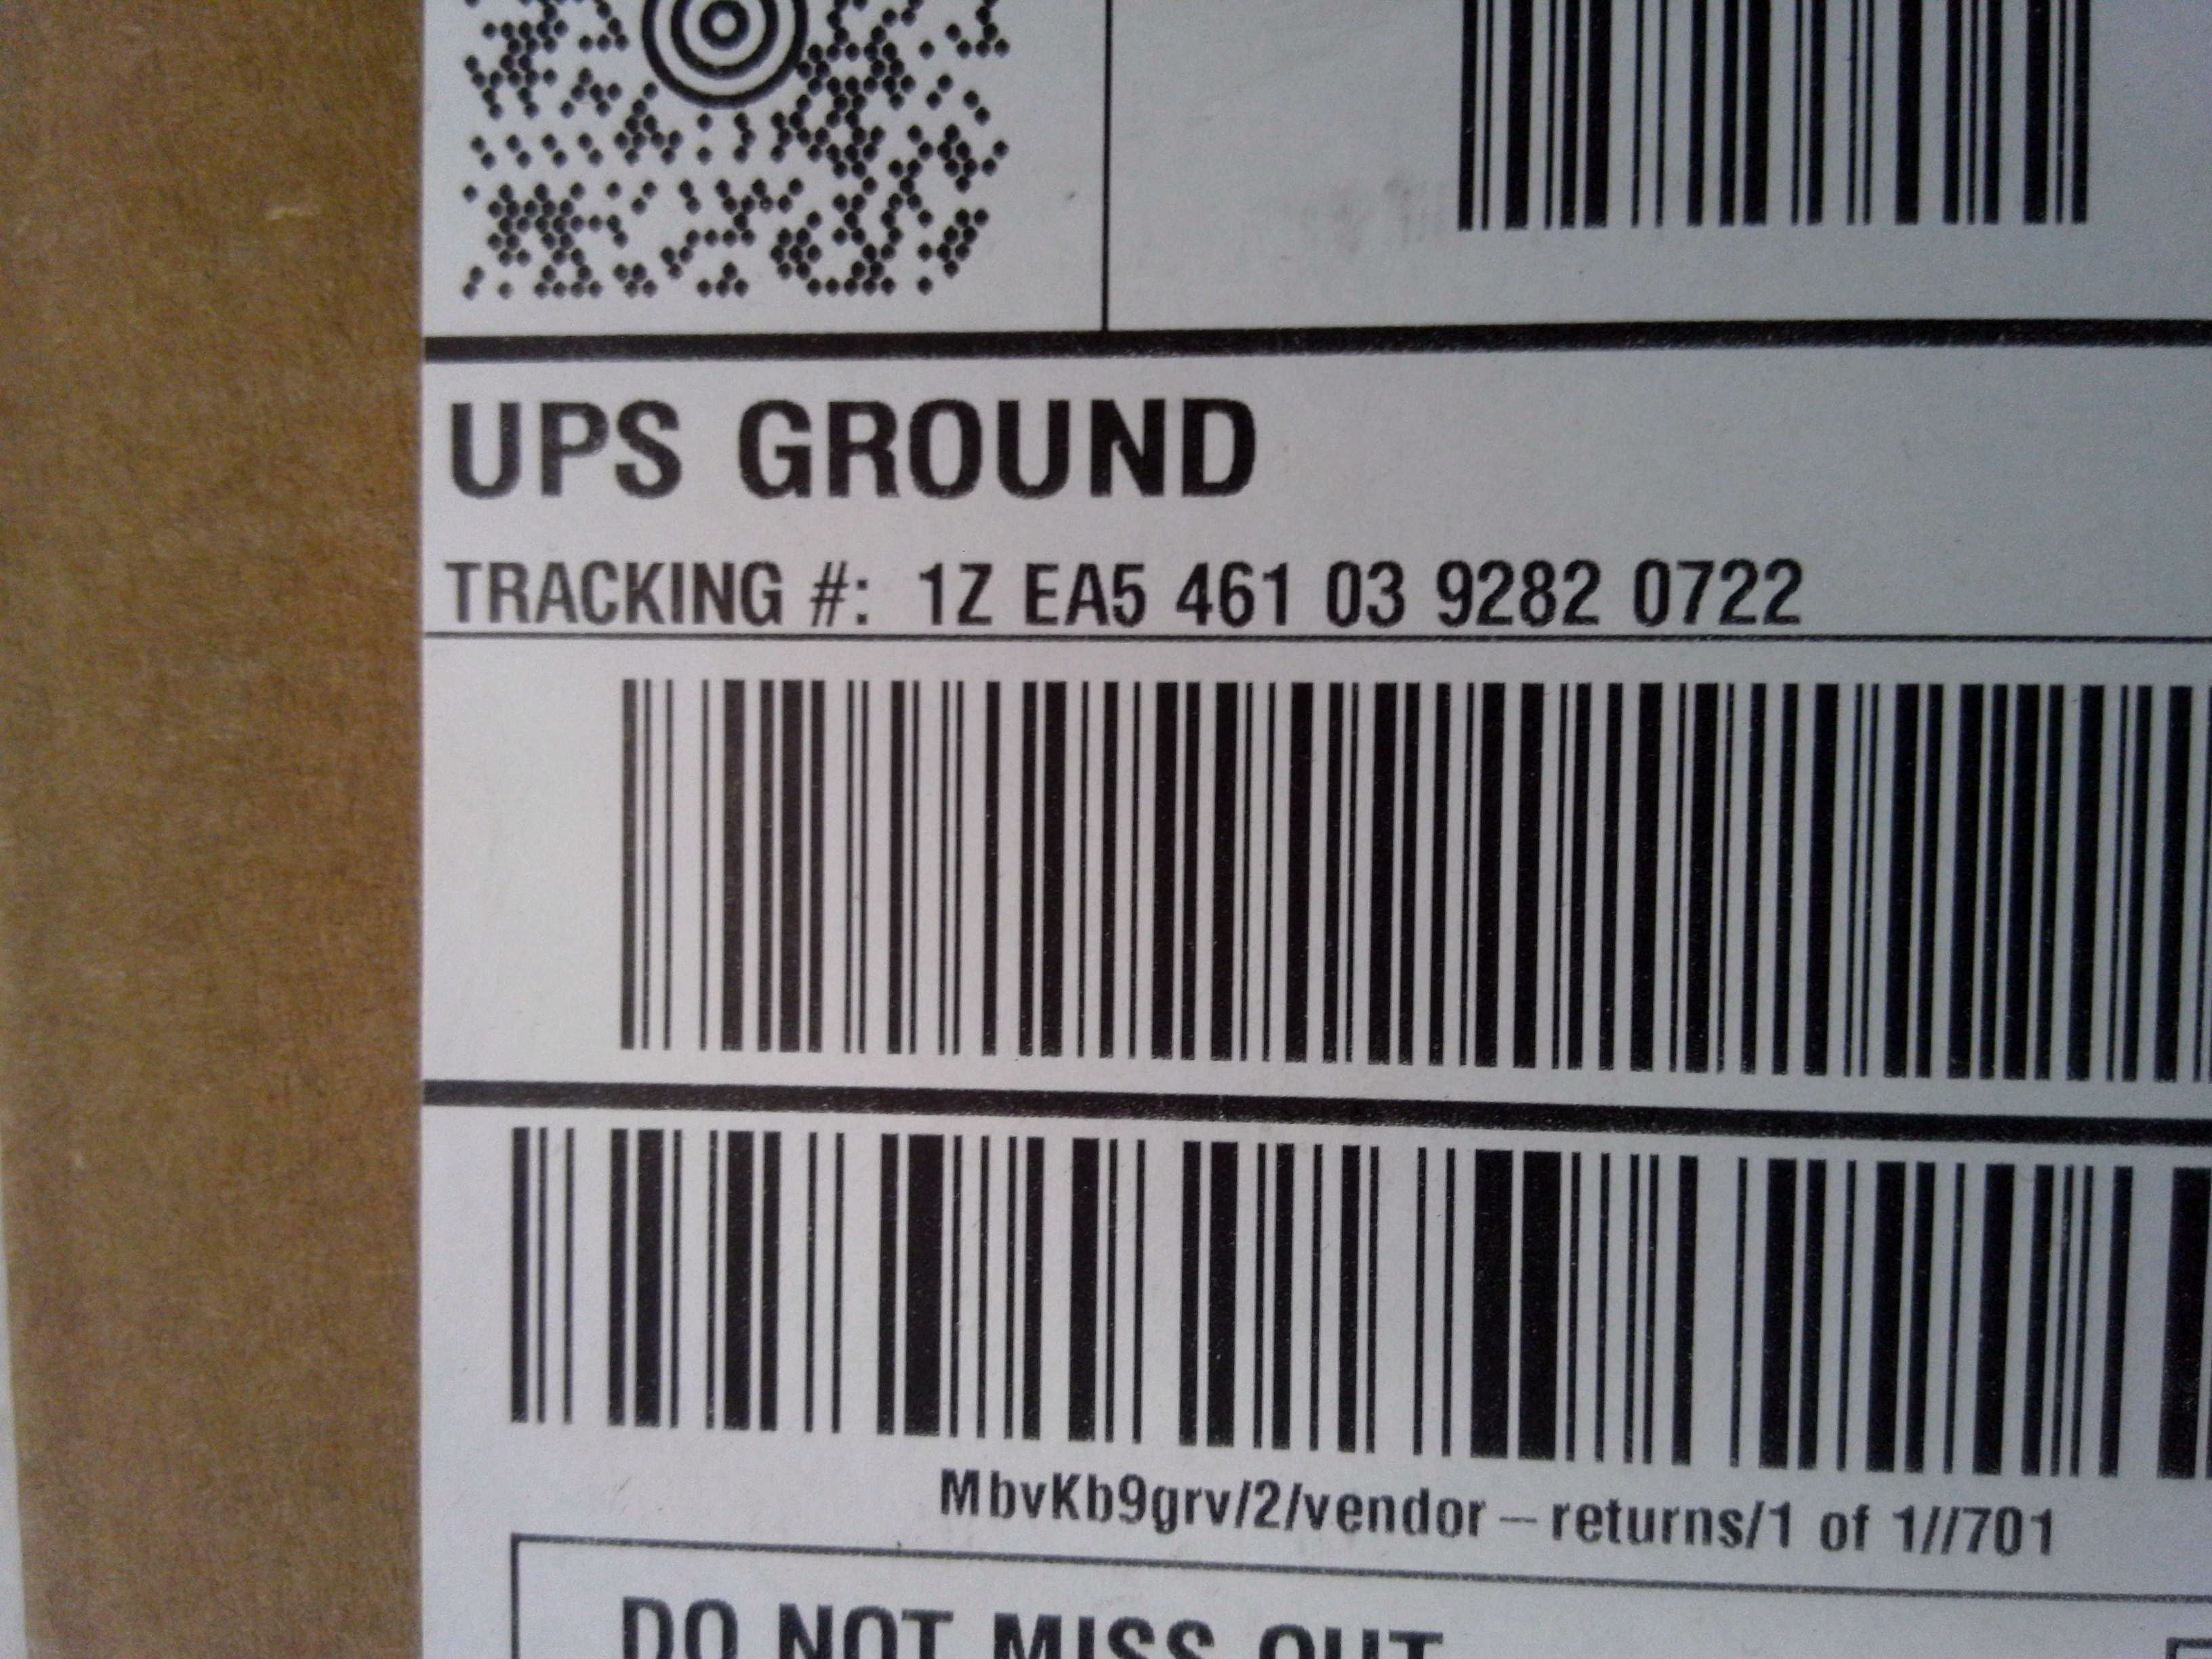 UPS GROUND
TRACKING #: 1Z EA5 461 03 9282 0722
MbvKb9grv/2/vendor-returns/1 of 1//701
DO NOT MISS OUT